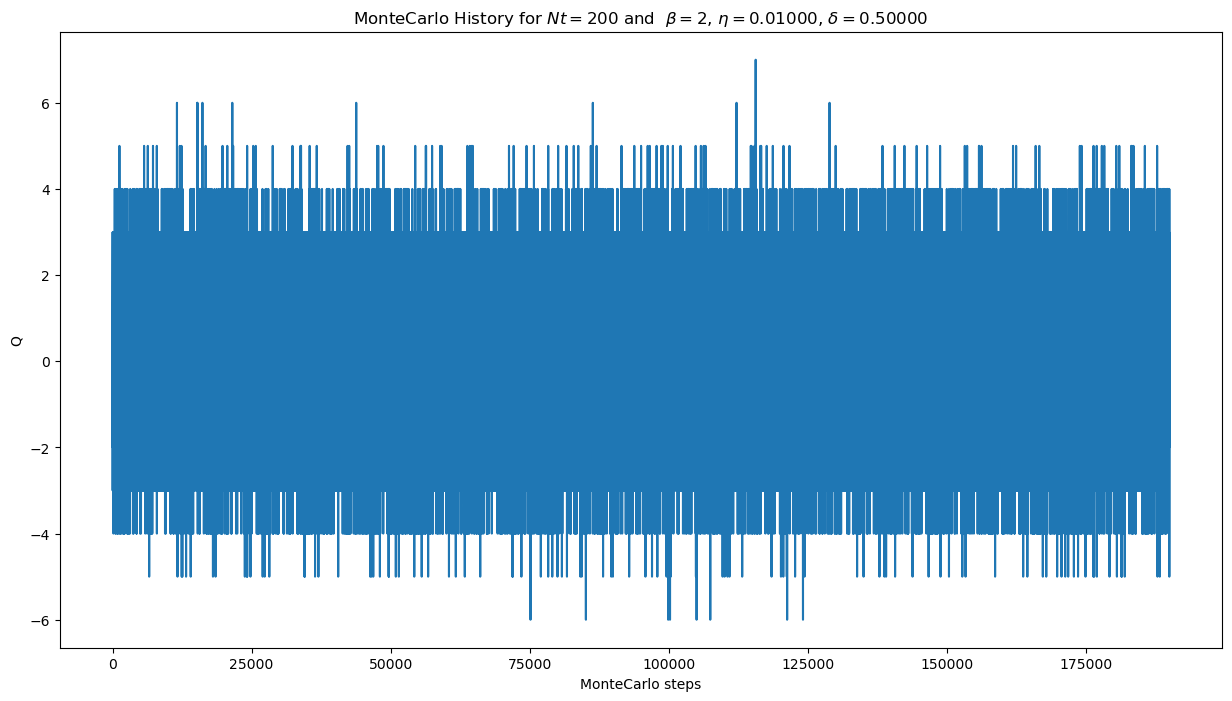 MonteCarlo History for Nt = 200 and β = 2, η = 0.01000, δ = 0.50000
6
4
2
0
−2
−4
−6
Q
0 25000 50000 75000 100000 125000 150000 175000
MonteCarlo steps